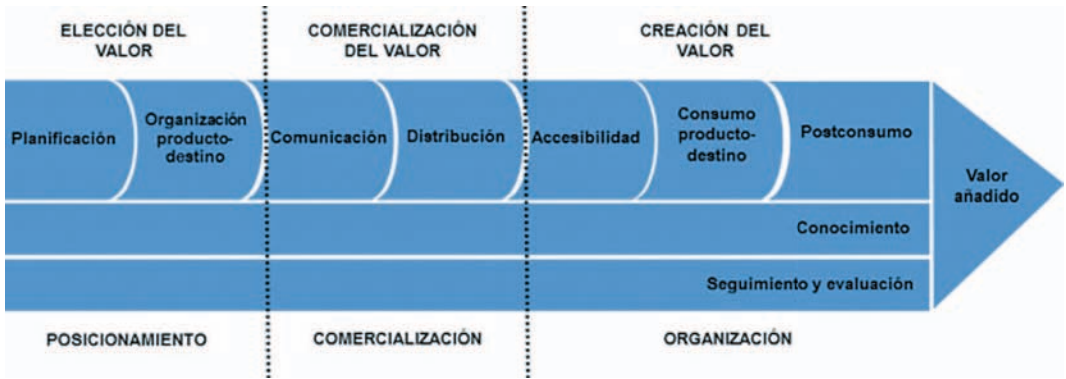 ELECCIÓN DEL
VALOR
COMERCIALIZACIÓN
DEL VALOR
CREACIÓN DEL
VALOR
Planificación
Organización
producto-
destino
Comunicación
Distribución
Accesibilidad
Consumo
producto-
destino
Postconsumo
Valor
añadido
Conocimiento
Seguimiento y evaluación
POSICIONAMIENTO
COMERCIALIZACIÓN
ORGANIZACIÓN